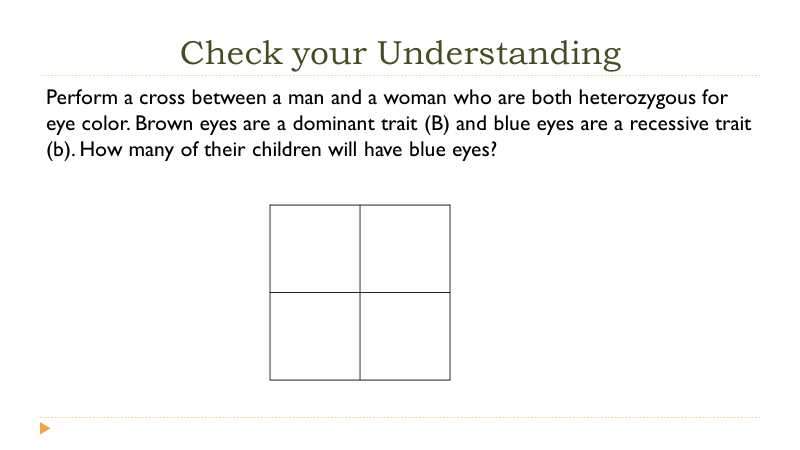 Check your Understanding
Perform a cross between a man and a woman who are both heterozygous for
eye color. Brown eyes are a dominant trait (B) and blue eyes are a recessive trait
(b). How many of their children will have blue eyes?